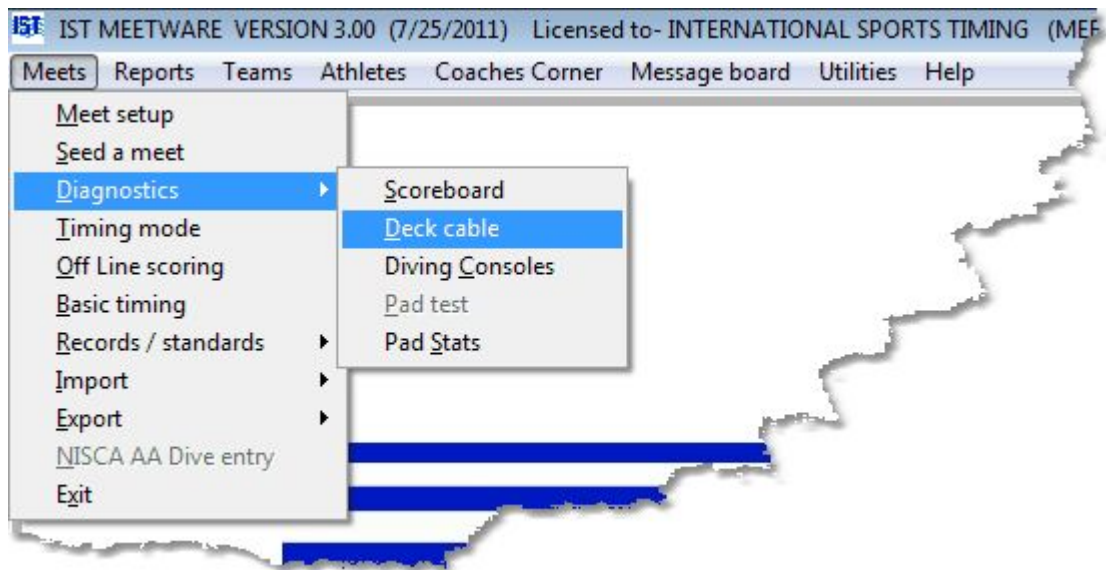 IST IST MEETWARE VERSION 3.00 (7/25/2011) Licensed to- INTERNATIONAL SPORTS TIMING
Meets Reports Teams Athletes Coaches Corner Message board Utilities Help
Meet setup
Seed a meet
Diagnostics
Timing mode
Off Line scoring
Basic timing
Records / standards
Import
Export
NISCA AA Dive entry
Exit
Scoreboard
Deck cable
Diving Consoles
Pad test
Pad Stats